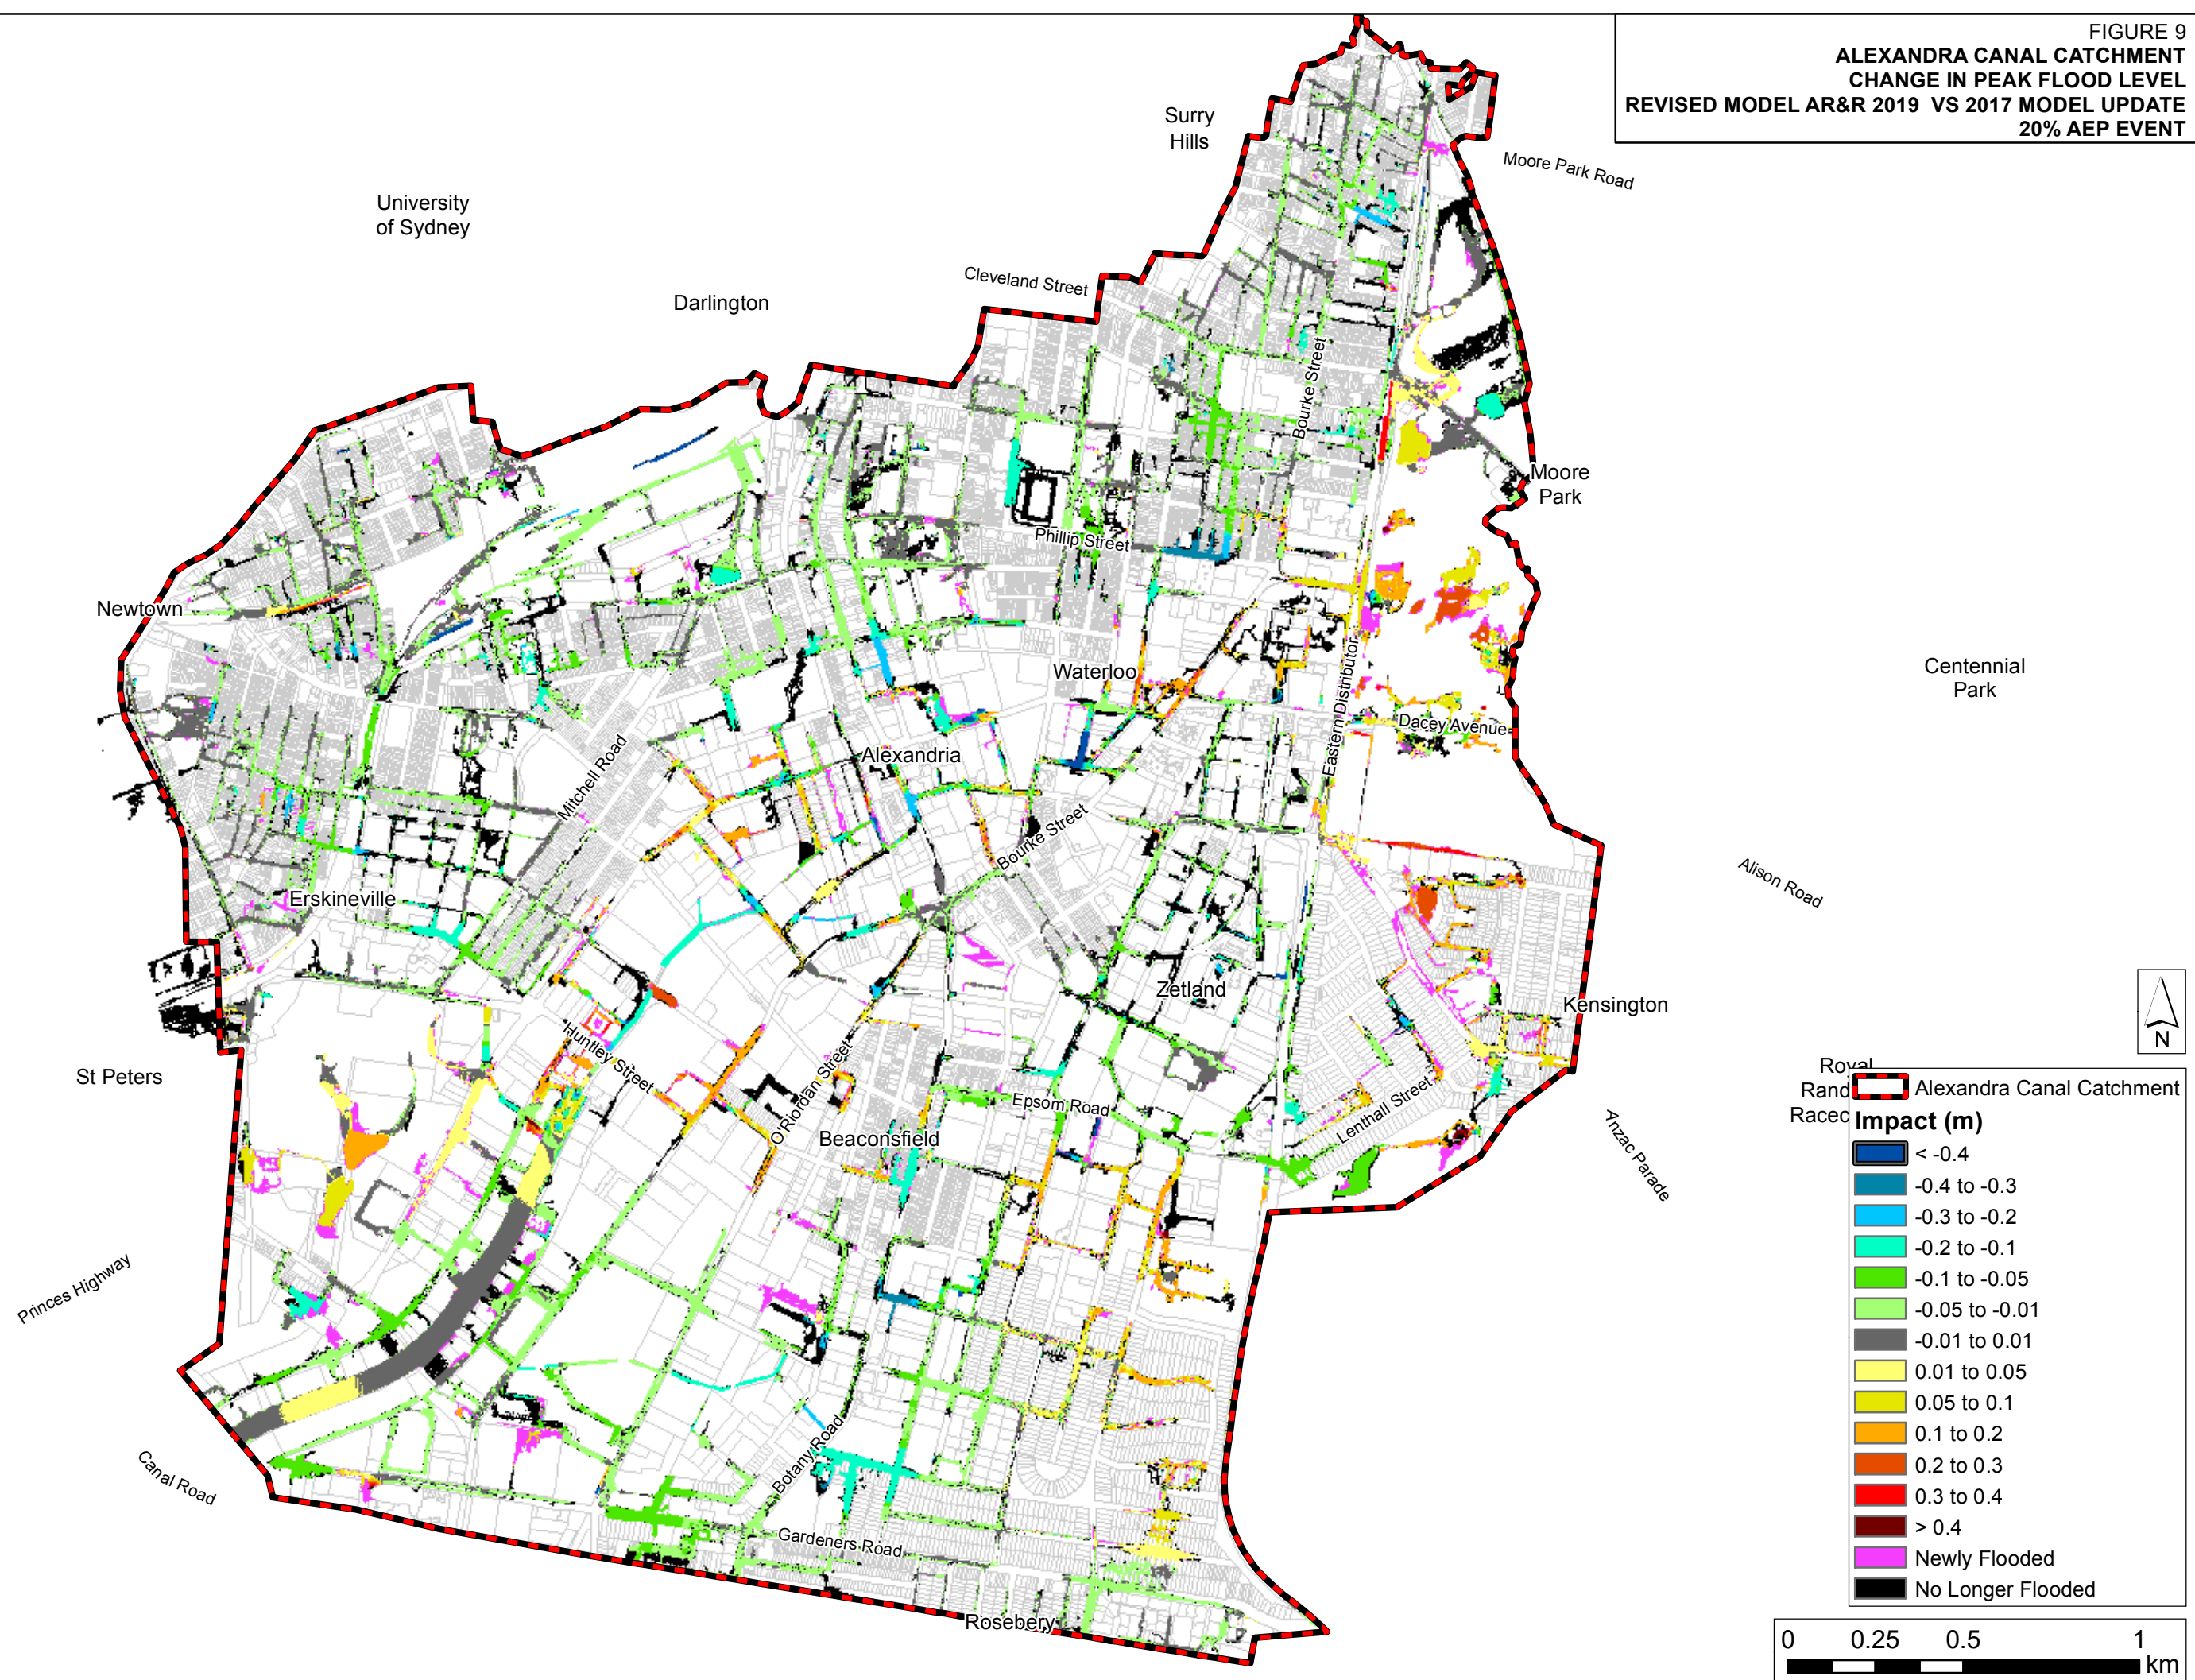 FIGURE 9
ALEXANDRA CANAL CATCHMENT
CHANGE IN PEAK FLOOD LEVEL
REVISED MODEL AR&R 2019 VS 2017 MODEL UPDATE
20% AEP EVENT
Surry
Hills
Moore Park Road
University
of Sydney
Cleveland Street
Darlington
Bourke Street
Moore
Park
Phillip Street
Newtown
Waterloo
Centennial
Park
Eastern Distributor
Dacey Avenue
Mitchell Road
Alexandria
Bourke Street
Alison Road
Erskineville
Zetland
Kensington
Huntley Street
St Peters
O'Riordan Street
Epsom Road
Lenthall Street
Beaconsfield
Anzac Parade
Royal
Rand
Raced
Princes Highway
Canal Road
Botany Road
Gardeners Road
Rosebery
N
Alexandra Canal Catchment
Impact (m)
< -0.4
-0.4 to -0.3
-0.3 to -0.2
-0.2 to -0.1
-0.1 to -0.05
-0.05 to -0.01
-0.01 to 0.01
0.01 to 0.05
0.05 to 0.1
0.1 to 0.2
0.2 to 0.3
0.3 to 0.4
> 0.4
Newly Flooded
No Longer Flooded
0 0.25 0.5 1
km